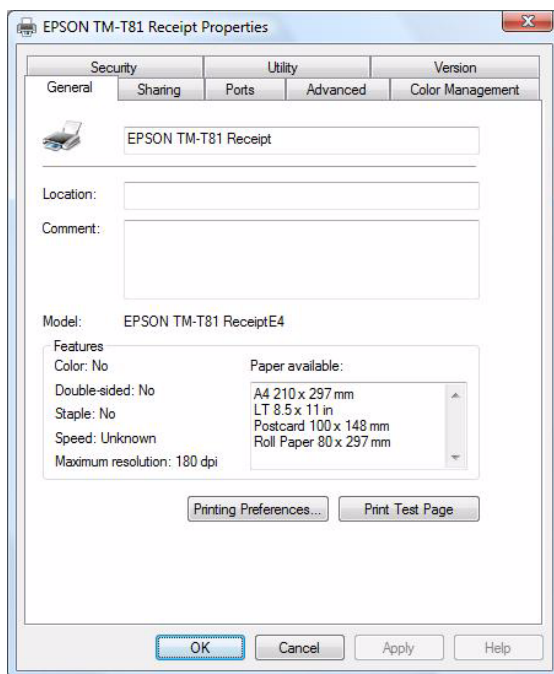 EPSON TM-T81 Receipt Properties
Security Utility Version
General Sharing Ports Advanced Color Management
EPSON TM-T81 Receipt
Location:
Comment:
Model: EPSON TM-T81 ReceiptE4
Features
Color: No
Double-sided: No
Staple: No
Speed: Unknown
Maximum resolution: 180 dpi
Paper available:
A4 210 x 297 mm
LT 8.5 x 11 in
Postcard 100 x 148 mm
Roll Paper 80 x 297 mm
Printing Preferences... Print Test Page
OK Cancel Apply Help